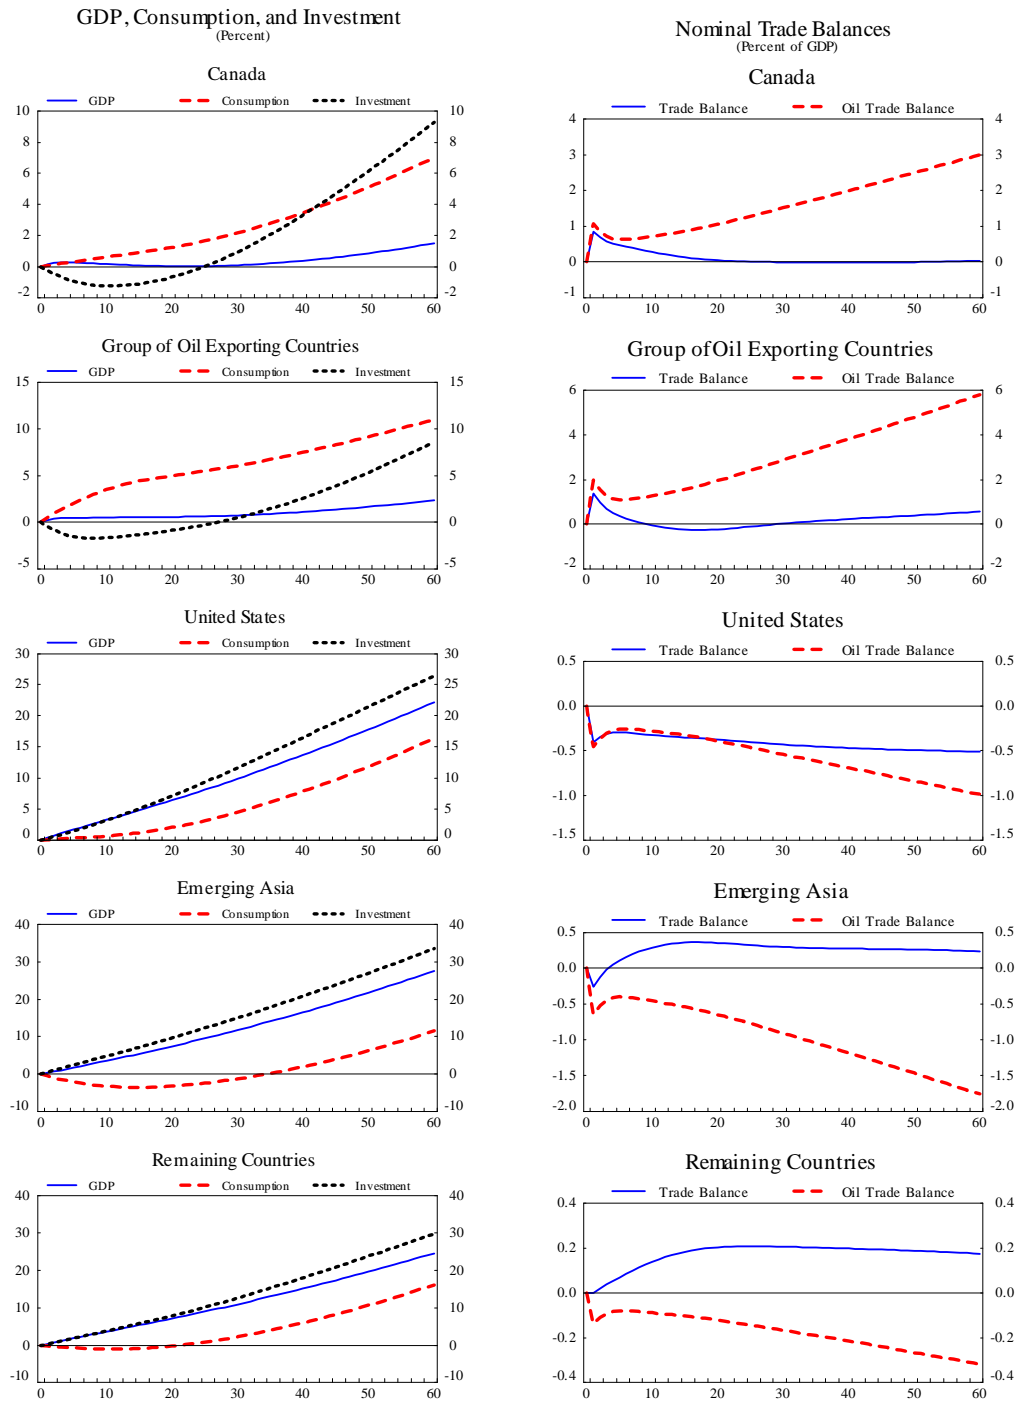 GDP, Consumption, and Investment
(Percent)
Canada
GDP Consumption Investment
10 10
8 8
6 6
4 4
2 2
0 0
-2 -2
0 10 20 30 40 50 60
Group of Oil Exporting Countries
GDP Consumption Investment
15 15
10 10
5 5
0 0
-5 -5
0 10 20 30 40 50 60
United States
GDP Consumption Investment
30 30
25 25
20 20
15 15
10 10
5 5
0 0
0 10 20 30 40 50 60
Emerging Asia
GDP Consumption Investment
40 40
30 30
20 20
10 10
0 0
-10 -10
0 10 20 30 40 50 60
Remaining Countries
GDP Consumption Investment
40 40
30 30
20 20
10 10
0 0
-10 -10
0 10 20 30 40 50 60
Nominal Trade Balances
(Percent of GDP)
Canada
Trade Balance Oil Trade Balance
4 4
3 3
2 2
1 1
0 0
-1 -1
0 10 20 30 40 50 60
Group of Oil Exporting Countries
Trade Balance Oil Trade Balance
6 6
4 4
2 2
0 0
-2 -2
0 10 20 30 40 50 60
United States
Trade Balance Oil Trade Balance
0.5 0.5
0.0 0.0
-0.5 -0.5
-1.0 -1.0
-1.5 -1.5
0 10 20 30 40 50 60
Emerging Asia
Trade Balance Oil Trade Balance
0.5 0.5
0.0 0.0
-0.5 -0.5
-1.0 -1.0
-1.5 -1.5
-2.0 -2.0
0 10 20 30 40 50 60
Remaining Countries
Trade Balance Oil Trade Balance
0.4 0.4
0.2 0.2
0.0 0.0
-0.2 -0.2
-0.4 -0.4
0 10 20 30 40 50 60